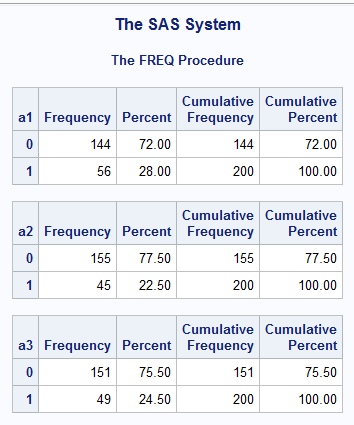 The SAS System
The FREQ Procedure
a1 Frequency Percent Cumulative Frequency Cumulative Percent
0 144 72.00 144 72.00
1 56 28.00 200 100.00
a2 Frequency Percent Cumulative Frequency Cumulative Percent
0 155 77.50 155 77.50
1 45 22.50 200 100.00
a3 Frequency Percent Cumulative Frequency Cumulative Percent
0 151 75.50 151 75.50
1 49 24.50 200 100.00